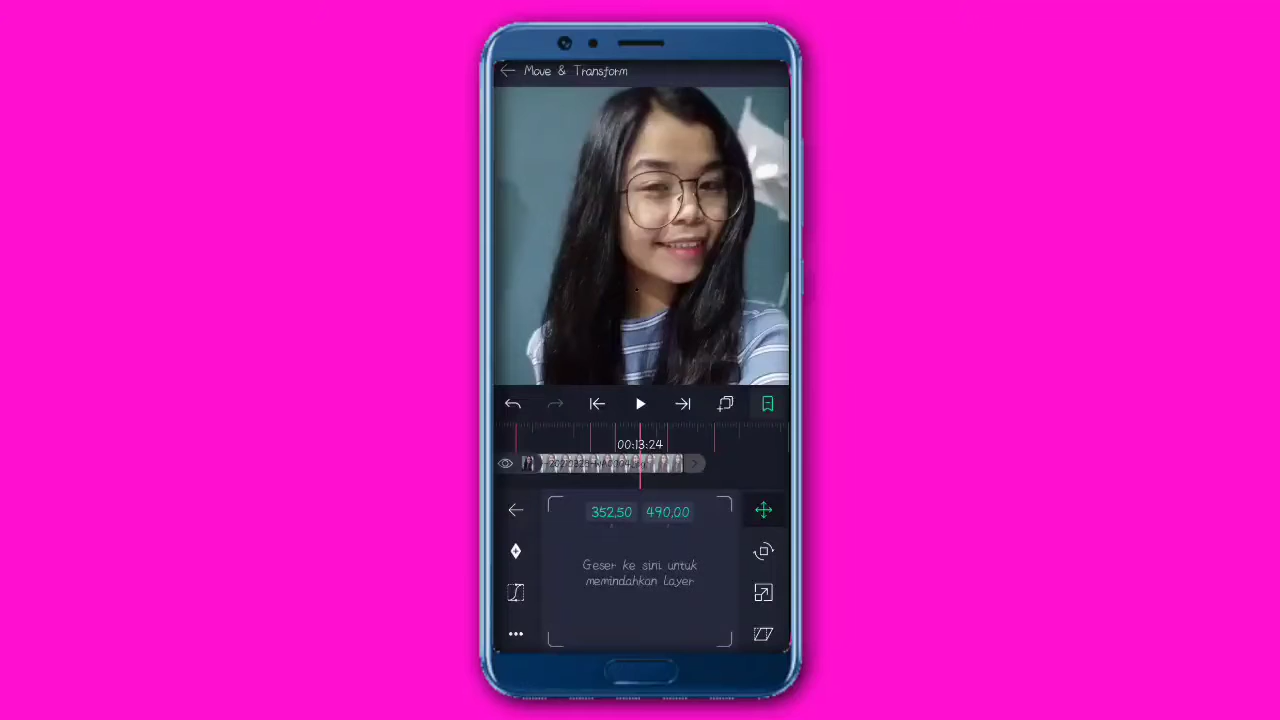 Move & Transform
00:13:24
352,50 490,00
Geser ke sini untuk
memindahkan Layer